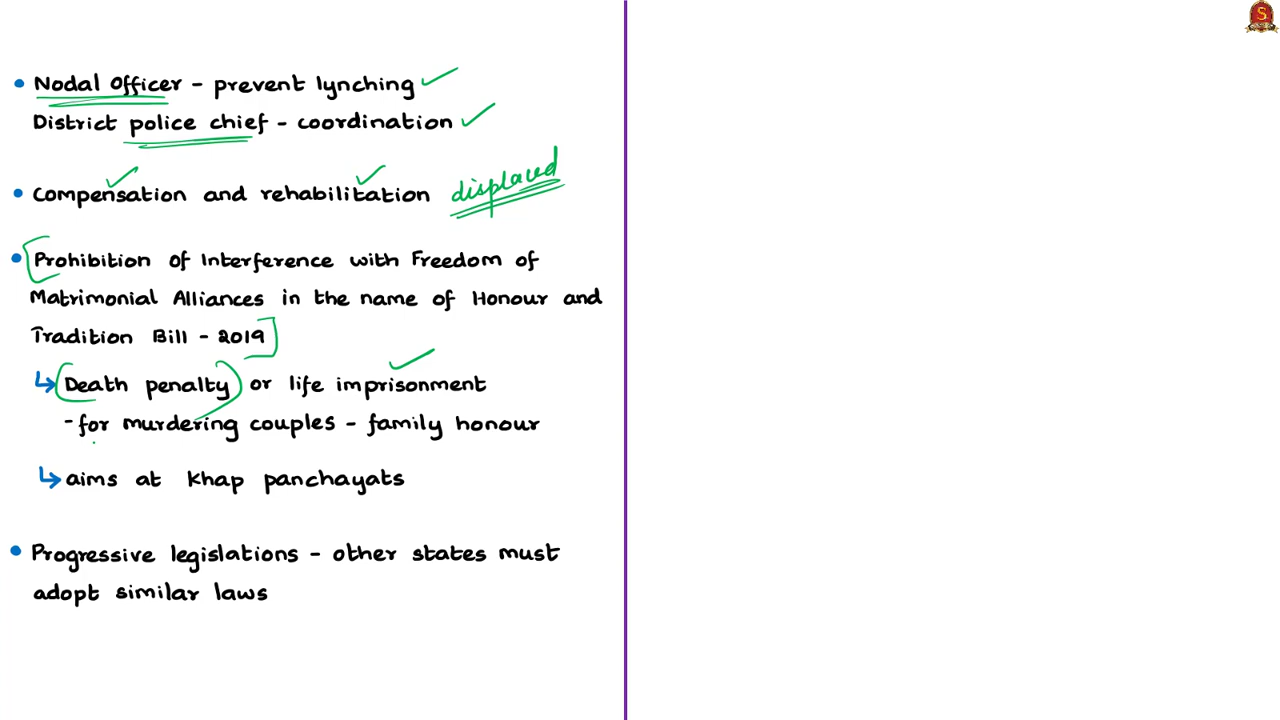 • Nodal Officer - prevent lynching
District police chief - coordination
• Compensation and rehabilitation displaced
• Prohibition of Interference with Freedom of
Matrimonial Alliances in the name of Honour and
Tradition Bill - 2019
↳ Death penalty or life imprisonment
- for murdering couples - family honour
↳ aims at Khap panchayats
• Progressive legislations - other states must
adopt similar laws
S